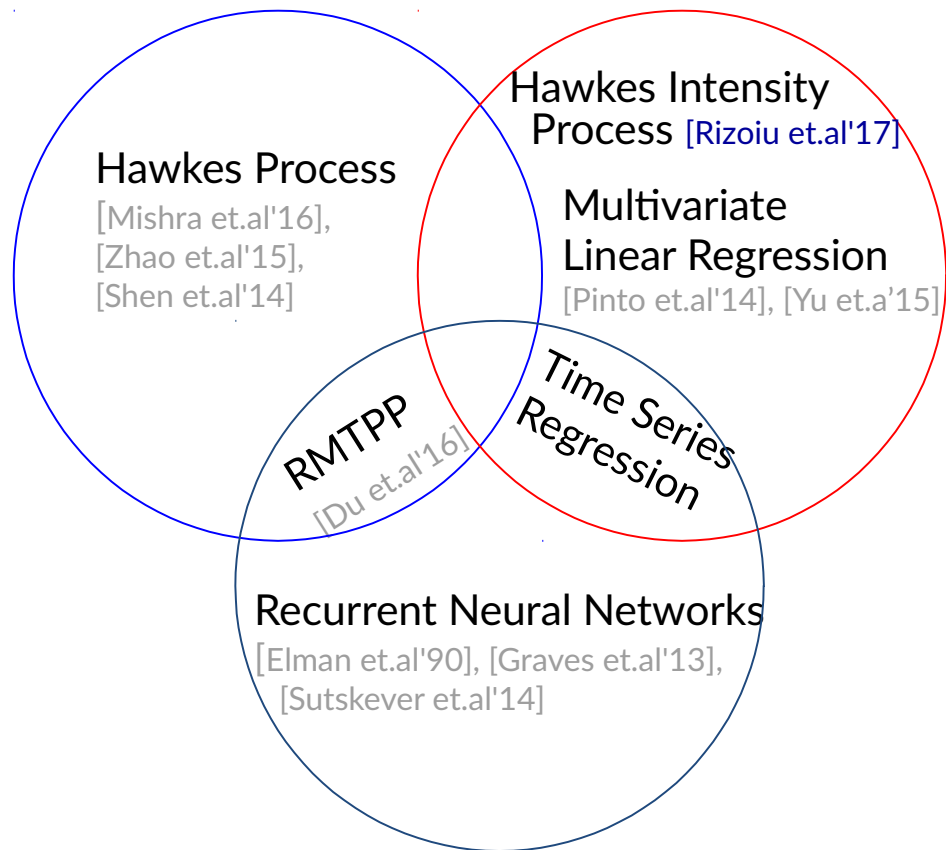 Hawkes Process
[Mishra et.al'16],
[Zhao et.al'15],
[Shen et.al'14]
Hawkes Intensity
Process [Rizoiu et.al'17]
Multivariate
Linear Regression
[Pinto et.al'14], [Yu et.a’15]
RMTPP
[Du et.al'16]
Time Series
Regression
Recurrent Neural Networks
[Elman et.al'90], [Graves et.al'13],
[Sutskever et.al'14]